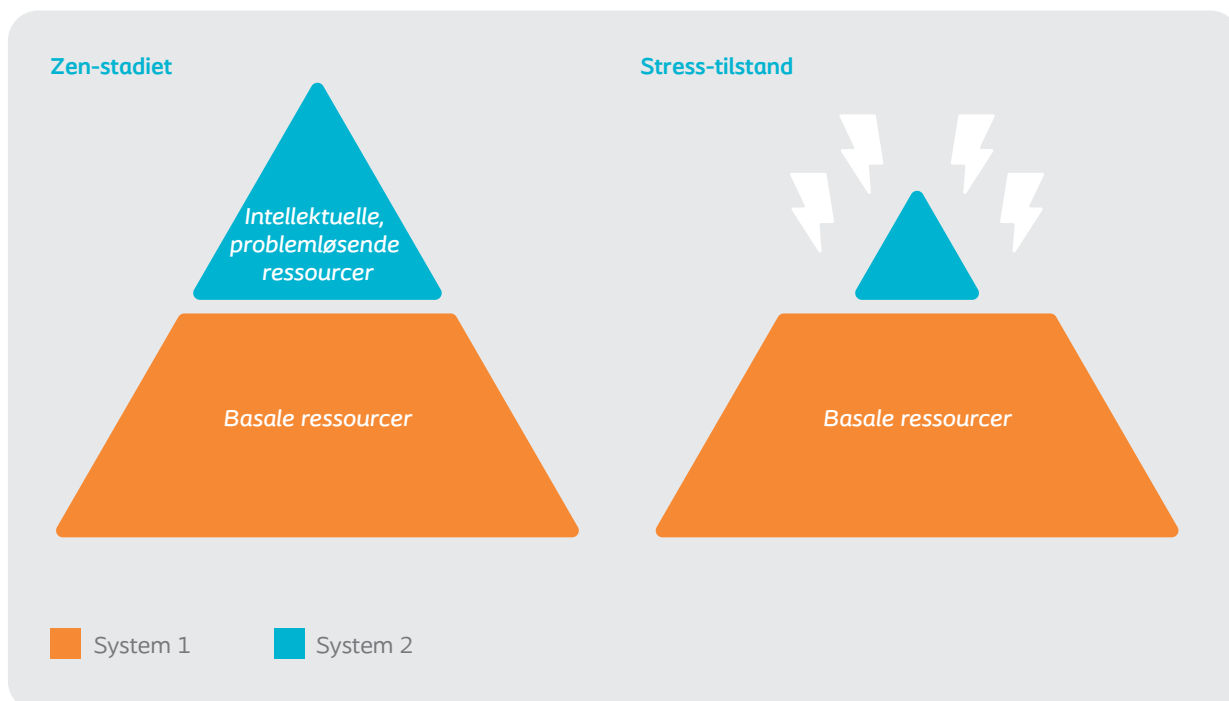 Zen-stadiet
Stress-tilstand
Intellektuelle,
problemløsende
ressourcer
Basale ressourcer
Basale ressourcer
System 1
System 2